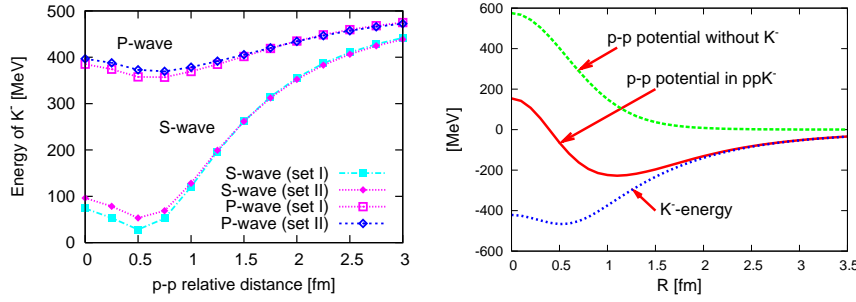 500
400
300
200
100
0
Energy of K⁻ [MeV]
P-wave
S-wave
S-wave (set I)
S-wave (set II)
P-wave (set I)
P-wave (set II)
0 0.5 1 1.5 2 2.5 3
p-p relative distance [fm]
600
400
200
0
-200
-400
-600
[MeV]
p-p potential without K⁻
p-p potential in ppK⁻
K⁻-energy
0 0.5 1 1.5 2 2.5 3 3.5
R [fm]